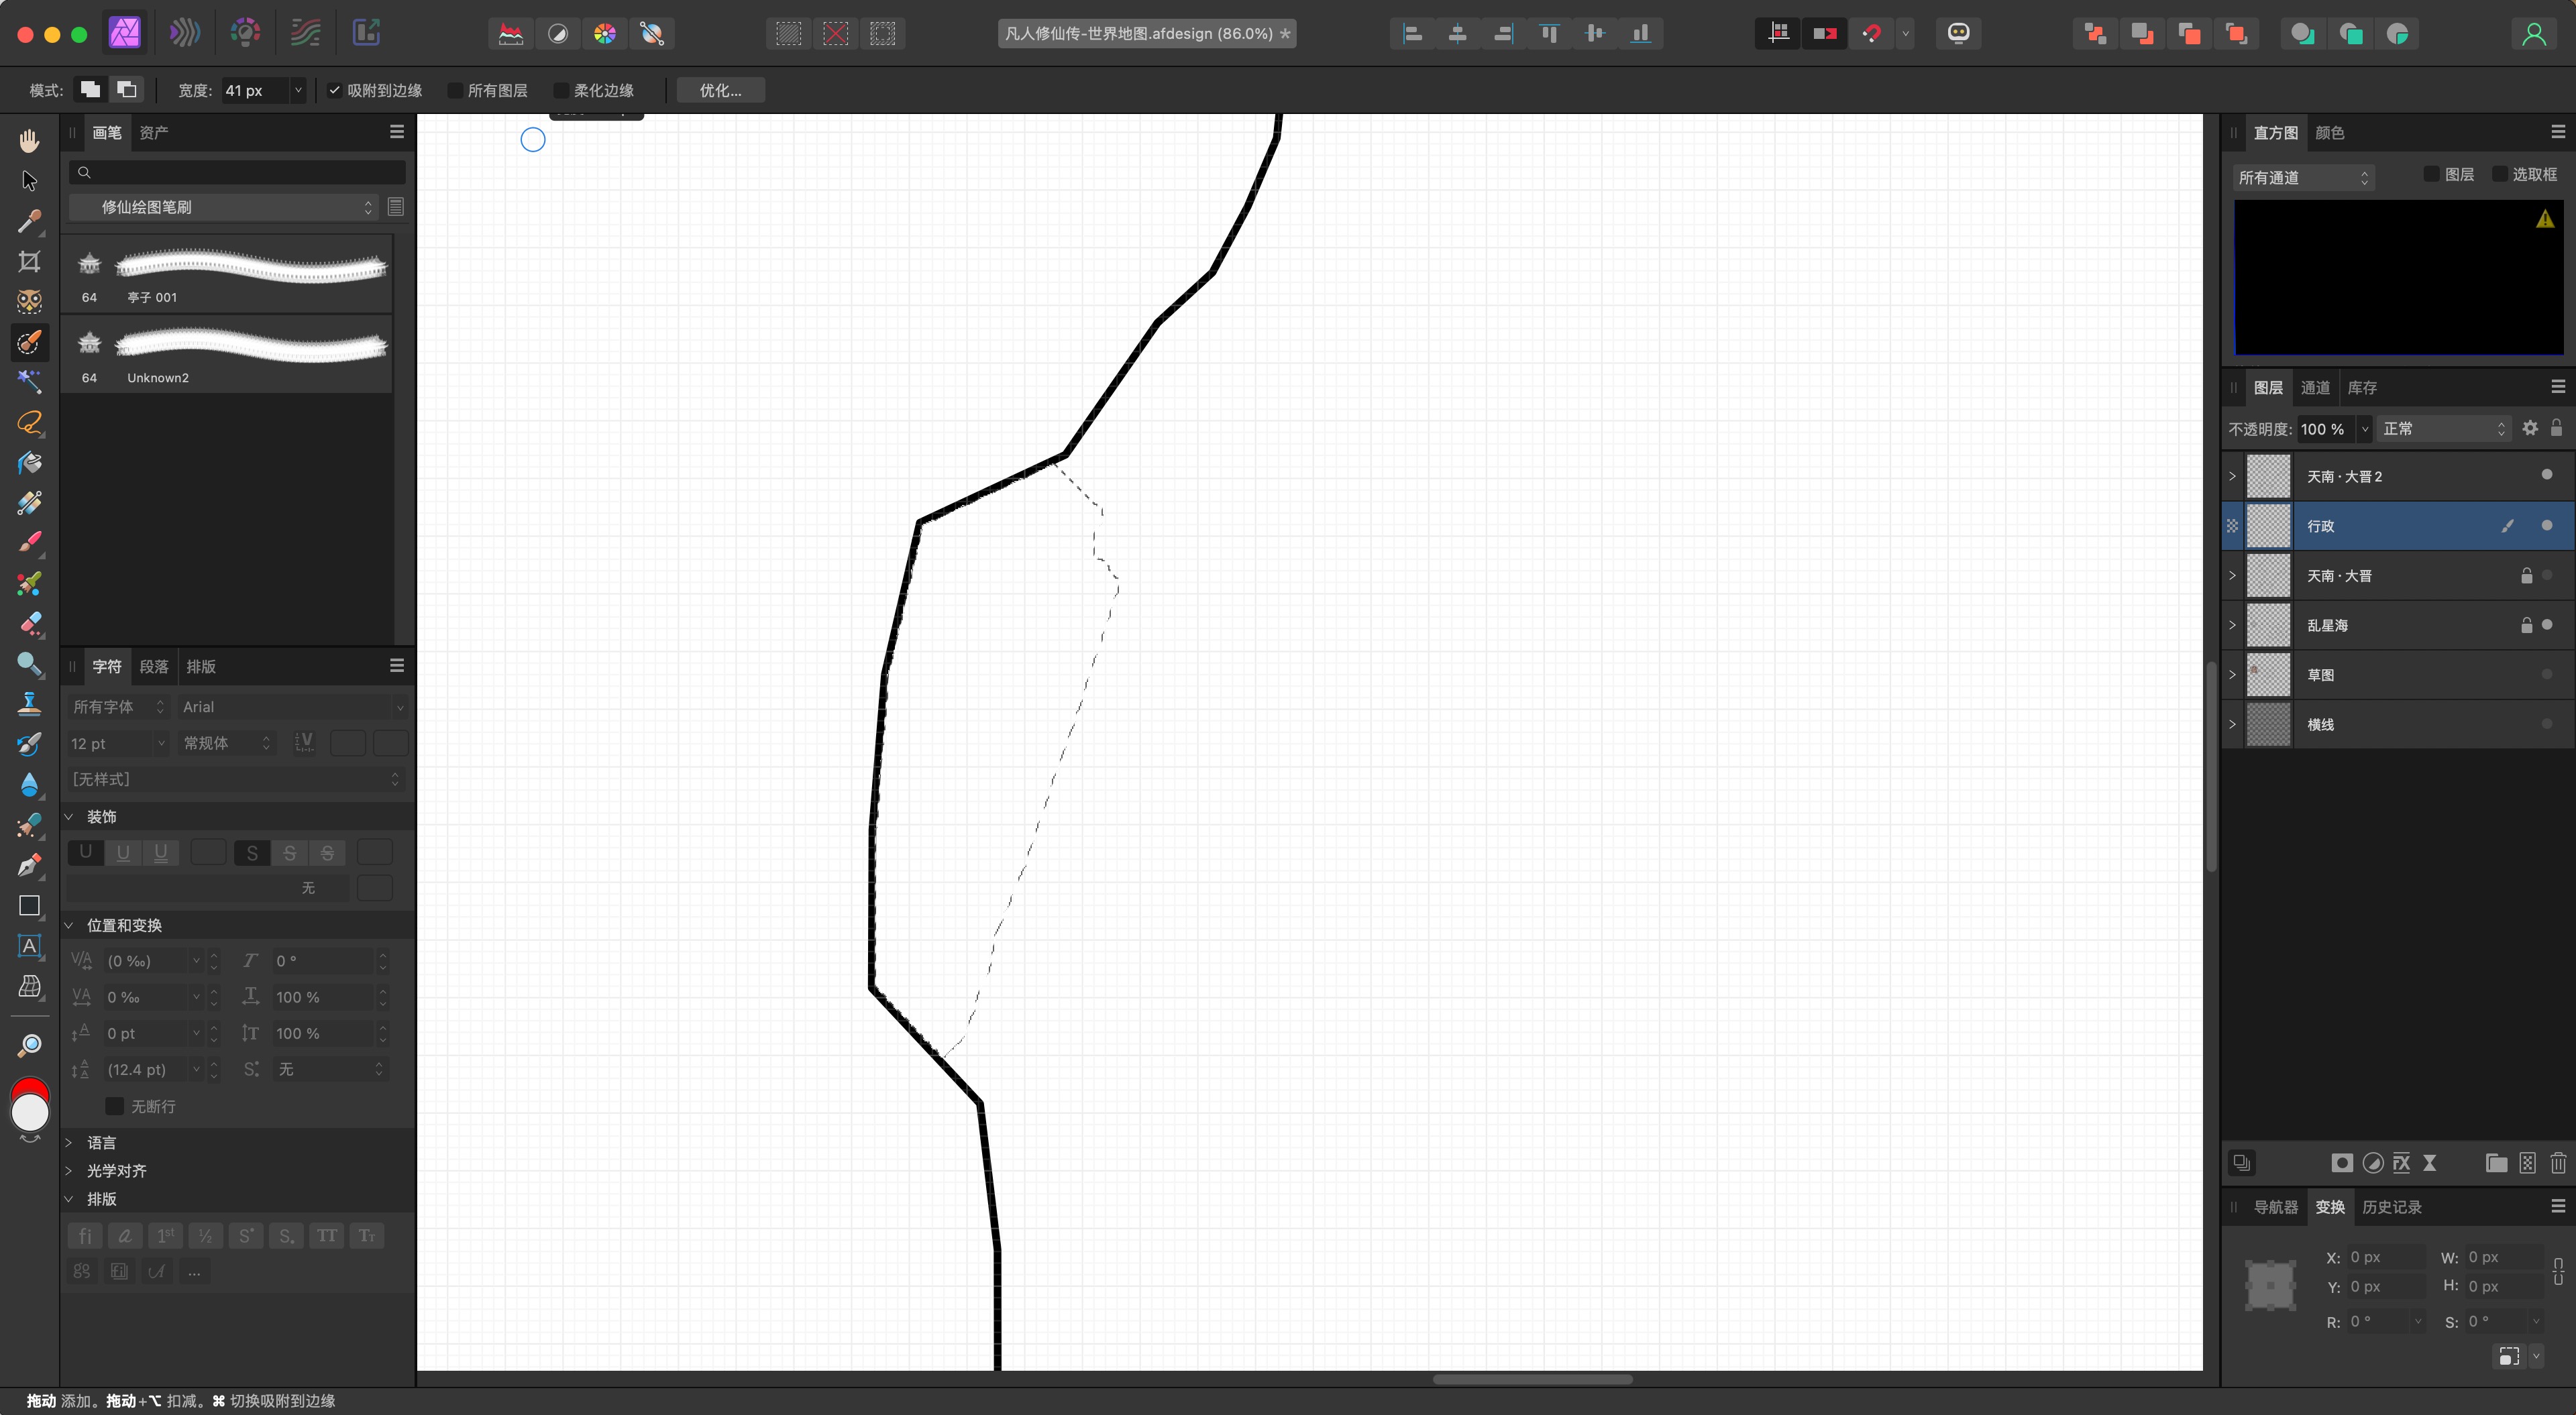 凡人修仙传-世界地图.afdesign (86.0%) *
模式: 宽度: 41 px 吸附到边缘 所有图层 柔化边缘 优化...
画笔 资产
修仙绘图笔刷
64 亭子 001
64 Unknown2
字符 段落 排版
所有字体 Arial
12 pt 常规体
[无样式]
装饰
U U U S S S
无
位置和变换
(0 ‰) 0 °
0 ‰ 100 %
0 pt 100 %
(12.4 pt) 无
无断行
语言
光学对齐
排版
fi a 1st ½ S S TT TT
...
直方图 颜色
所有通道 图层 选取框
图层 通道 库存
不透明度: 100 % 正常
天南·大晋2
行政
天南·大晋
乱星海
草图
横线
导航器 变换 历史记录
X: 0 px W: 0 px
Y: 0 px H: 0 px
R: 0 ° S: 0 °
拖动 添加。拖动+⌥ 扣减。⌘ 切换吸附到边缘